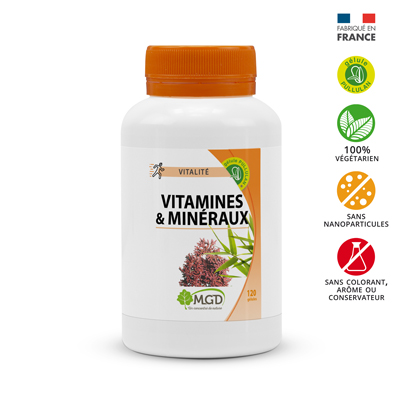 FABRIQUÉ EN
FRANCE
gélule
PULLULAN
100%
VÉGÉTARIEN
SANS
NANOPARTICULES
SANS COLORANT,
ARÔME OU
CONSERVATEUR
VITALITÉ
VITAMINES
& MINÉRAUX
MGD
120
gélules